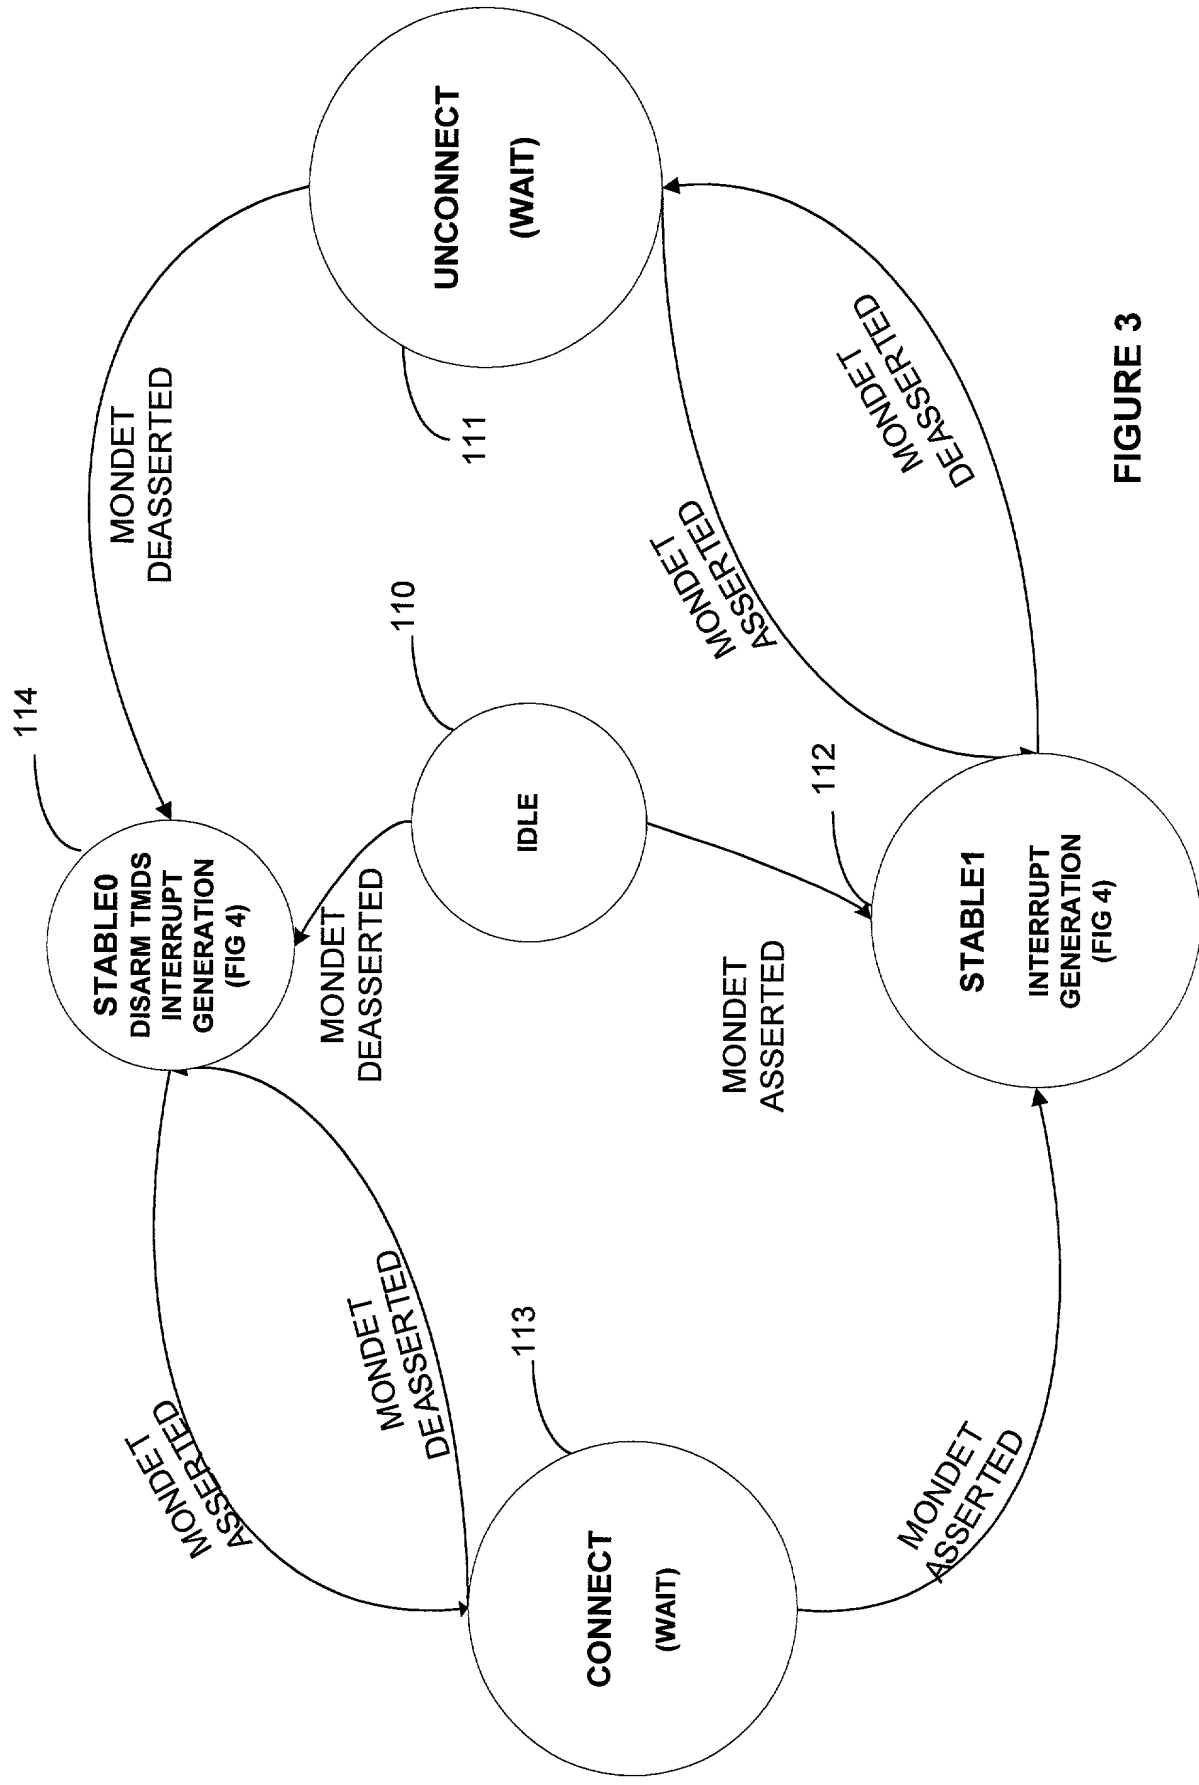 114
STABLE0
DISARM TMDS
INTERRUPT
GENERATION
(FIG 4)
MONDET
DEASSERTED
MONDET
ASSERTED
MONDET
DEASSERTED
MONDET
DEASSERTED
110
IDLE
UNCONNECT
(WAIT)
111
CONNECT
(WAIT)
113
MONDET
ASSERTED
MONDET
ASSERTED
MONDET
DEASSERTED
112
STABLE1
INTERRUPT
GENERATION
(FIG 4)
MONDET
ASSERTED
FIGURE 3